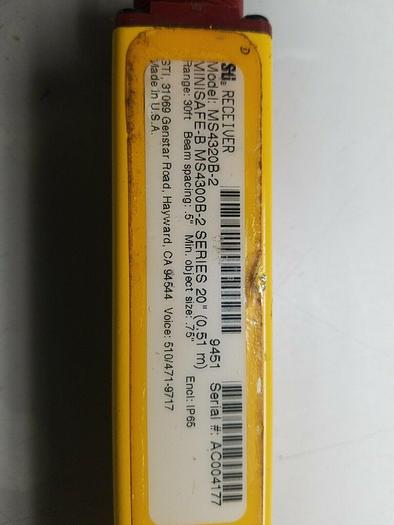 Sti® RECEIVER
Model: MS4320B-2 9451 Serial #: AC004177
MINISAFE-B MS4300B-2 SERIES 20" (0.51 m)
Range: 30ft Beam spacing: .5" Min. object size: .75" Encl: IP65
STI, 31069 Genstar Road, Hayward, CA 94544 Voice: 510/471-9717
Made in U.S.A.